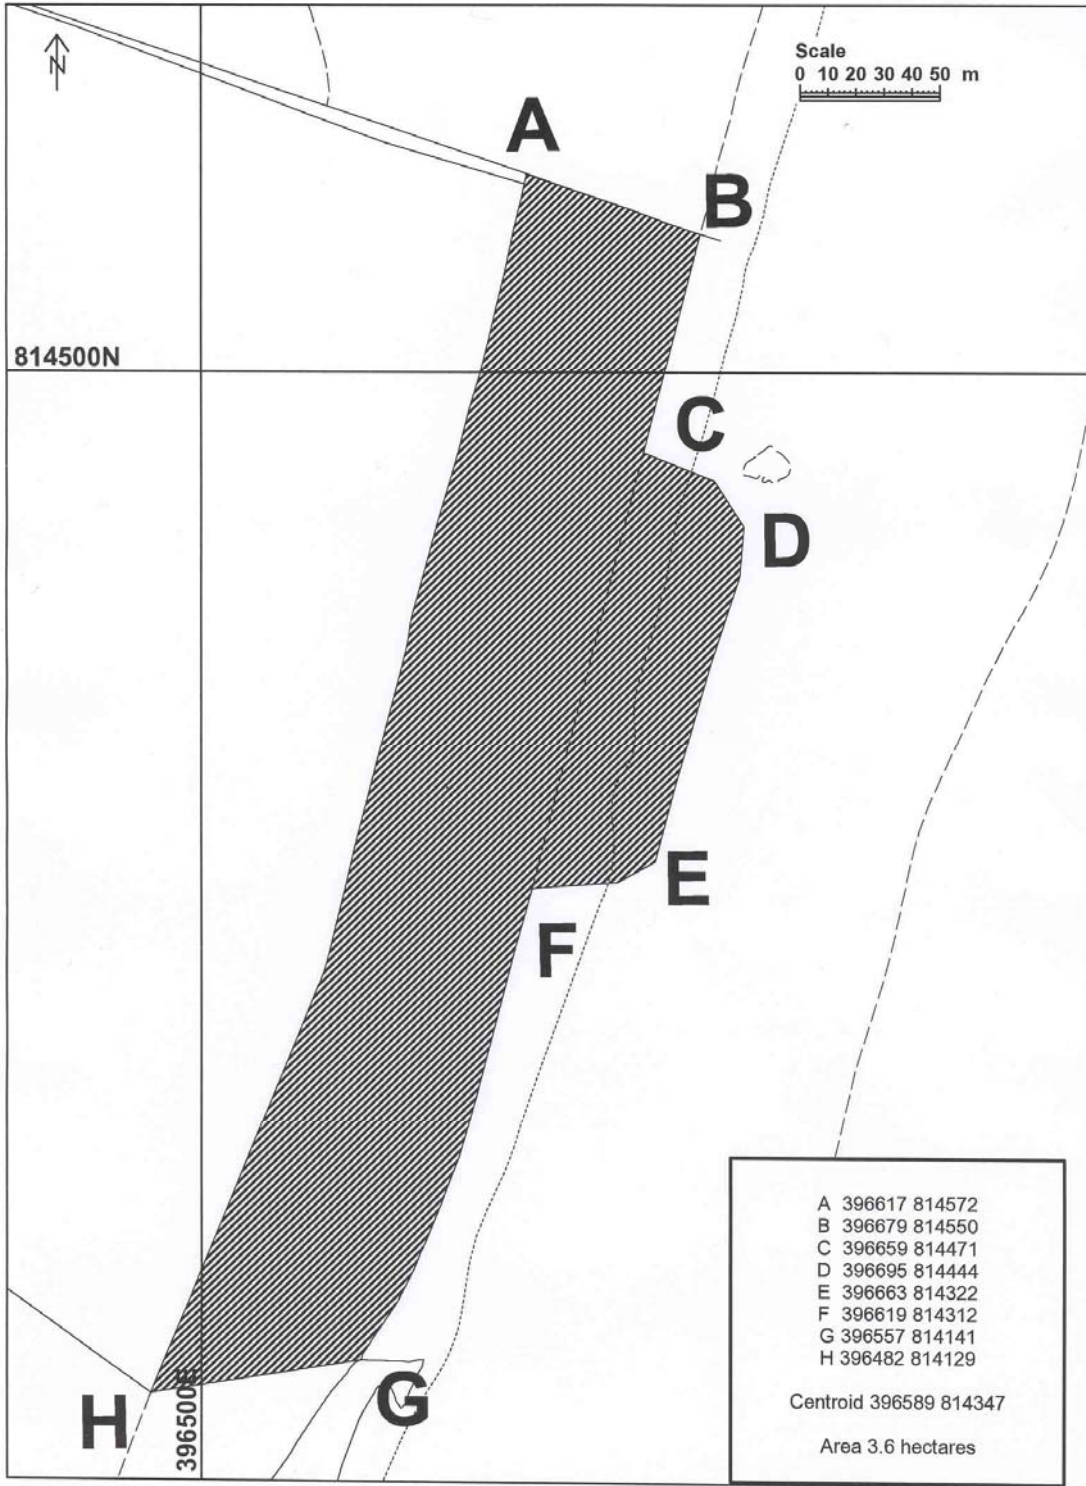 Scale
0 10 20 30 40 50 m
N
A
B
814500N
C
D
E
F
G
H
396500E
A 396617 814572
B 396679 814550
C 396659 814471
D 396695 814444
E 396663 814322
F 396619 814312
G 396557 814141
H 396482 814129
Centroid 396589 814347
Area 3.6 hectares